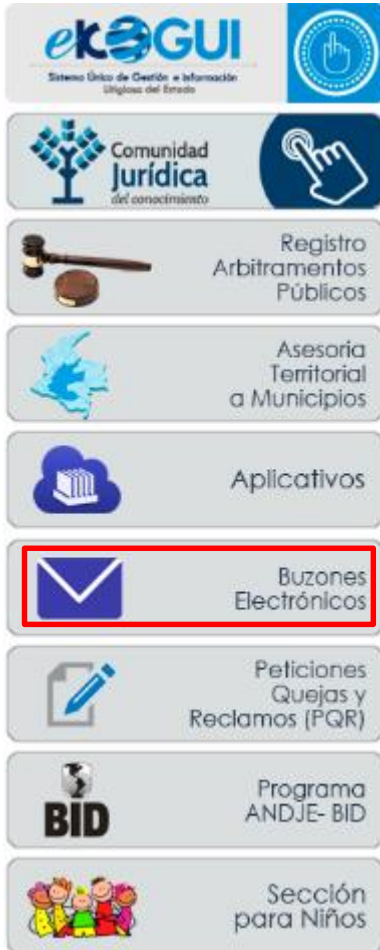 eKOGUI
Sistema Único de Gestión e Información
Litigiosa del Estado
Comunidad
Jurídica
del conocimiento
Registro
Arbitramentos
Públicos
Asesoria
Territorial
a Municipios
Aplicativos
Buzones
Electrónicos
Peticiones
Quejas y
Reclamos (PQR)
BID
Programa
ANDJE- BID
Sección
para Niños